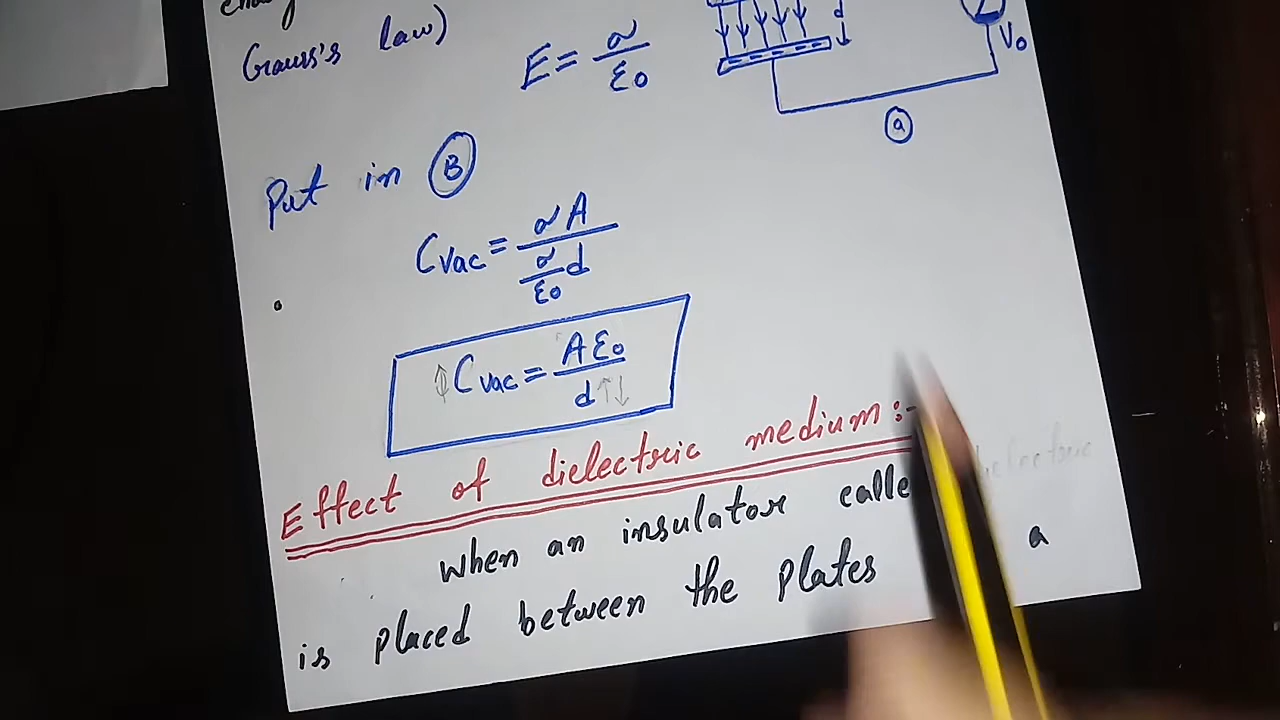 Gauss's law)
E = σ/ε0
d
V0
a
Put in B
Cvac = σA / (σ/ε0 d)
↑ Cvac = Aε0 / d ↑↓
Effect of dielectric medium:-
When an insulator calle dielectric
is placed between the plates a